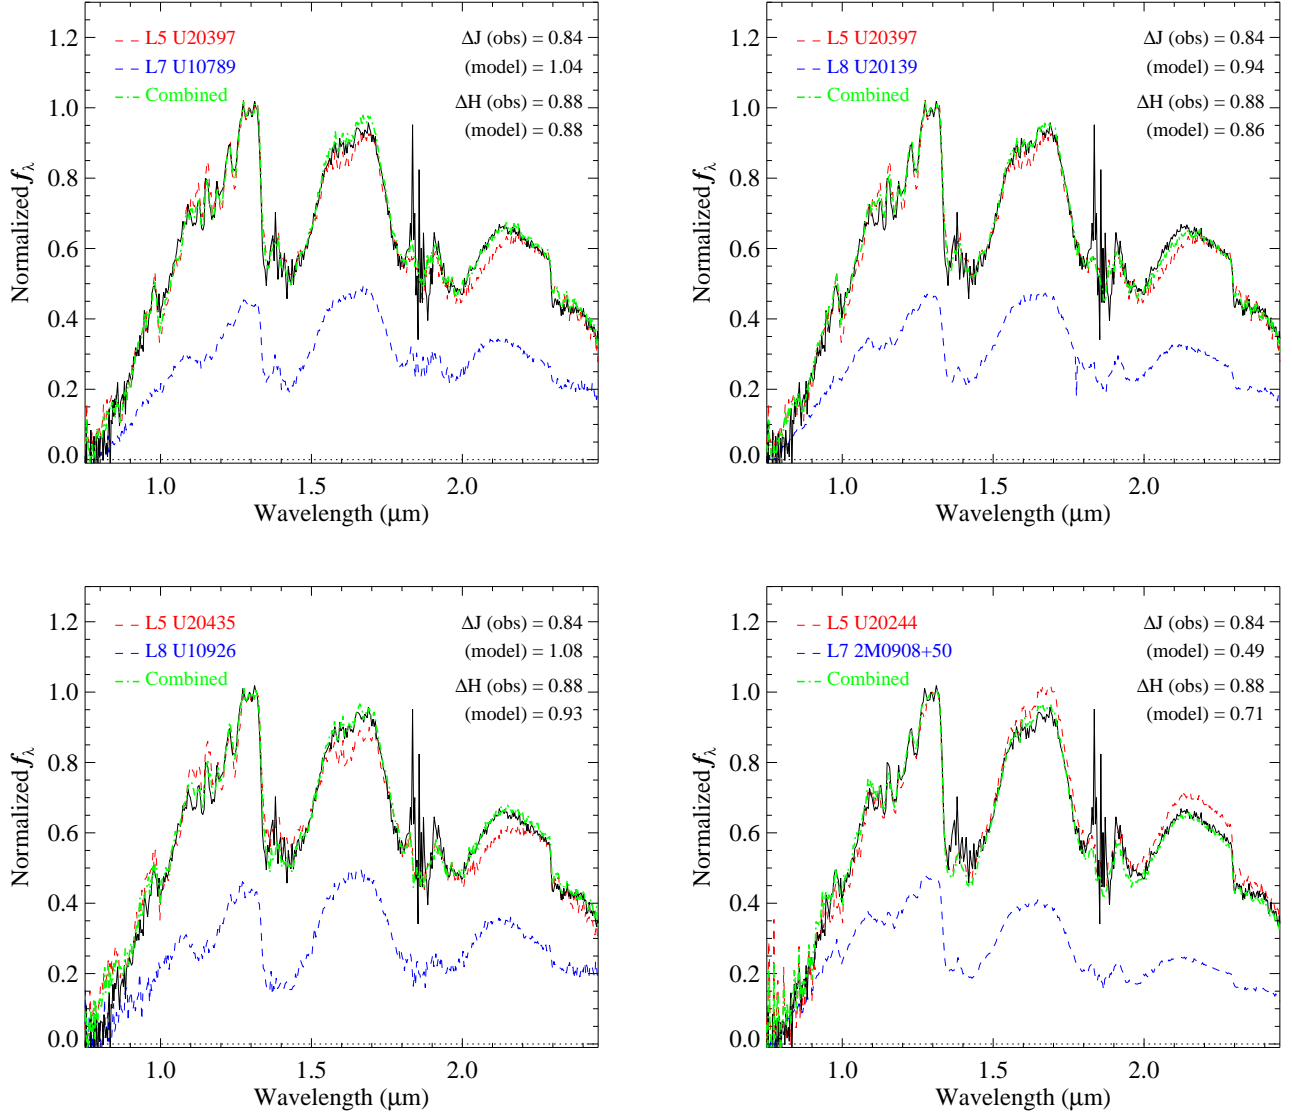 L5 U20397
L7 U10789
Combined
ΔJ (obs) = 0.84
(model) = 1.04
ΔH (obs) = 0.88
(model) = 0.88
1.2
1.0
0.8
0.6
0.4
0.2
0.0
Normalized fλ
1.0 1.5 2.0
Wavelength (μm)
L5 U20397
L8 U20139
Combined
ΔJ (obs) = 0.84
(model) = 0.94
ΔH (obs) = 0.88
(model) = 0.86
1.2
1.0
0.8
0.6
0.4
0.2
0.0
Normalized fλ
1.0 1.5 2.0
Wavelength (μm)
L5 U20435
L8 U10926
Combined
ΔJ (obs) = 0.84
(model) = 1.08
ΔH (obs) = 0.88
(model) = 0.93
1.2
1.0
0.8
0.6
0.4
0.2
0.0
Normalized fλ
1.0 1.5 2.0
Wavelength (μm)
L5 U20244
L7 2M0908+50
Combined
ΔJ (obs) = 0.84
(model) = 0.49
ΔH (obs) = 0.88
(model) = 0.71
1.2
1.0
0.8
0.6
0.4
0.2
0.0
Normalized fλ
1.0 1.5 2.0
Wavelength (μm)